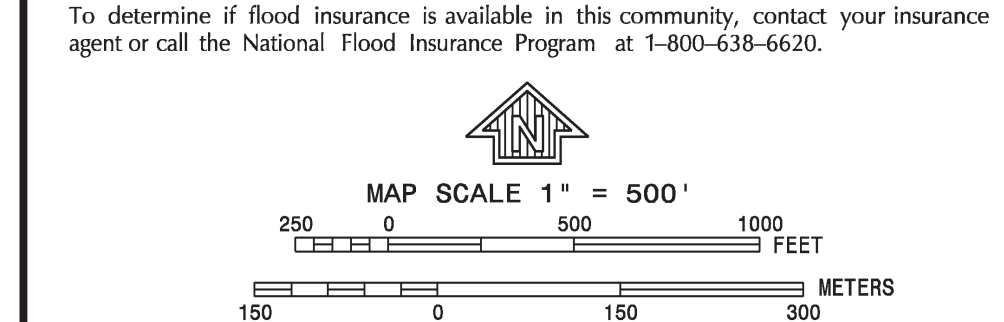 To determine if flood insurance is available in this community, contact your insurance
agent or call the National Flood Insurance Program at 1–800–638–6620.
N
MAP SCALE 1" = 500'
250 0 500 1000
FEET
METERS
150 0 150 300